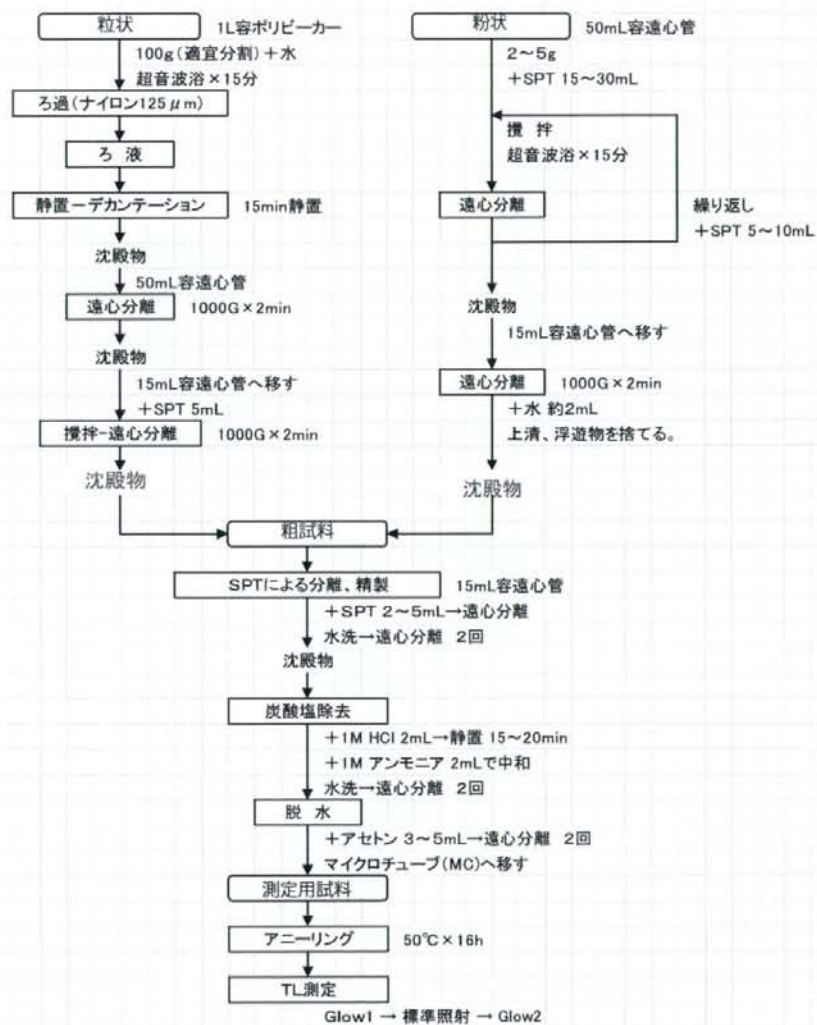 粒状
1L容ポリビーカー
100g(適宜分割)+水
超音波浴×15分
ろ過(ナイロン125μm)
ろ 液
静置-デカンテーション
15min静置
沈殿物
50mL容遠心管
遠心分離
1000G×2min
沈殿物
15mL容遠心管へ移す
+SPT 5mL
攪拌-遠心分離
1000G×2min
沈殿物
粉状
50mL容遠心管
2~5g
+SPT 15~30mL
攪 拌
超音波浴×15分
遠心分離
繰り返し
+SPT 5~10mL
沈殿物
15mL容遠心管へ移す
遠心分離
1000G×2min
+水 約2mL
上清、浮遊物を捨てる。
沈殿物
粗試料
SPTによる分離、精製
15mL容遠心管
+SPT 2~5mL→遠心分離
水洗→遠心分離 2回
沈殿物
炭酸塩除去
+1M HCl 2mL→静置 15~20min
+1M アンモニア 2mLで中和
水洗→遠心分離 2回
脱 水
+アセトン 3~5mL→遠心分離 2回
マイクロチューブ(MC)へ移す
測定用試料
アニーリング
50℃×16h
TL測定
Glow1 → 標準照射 → Glow2